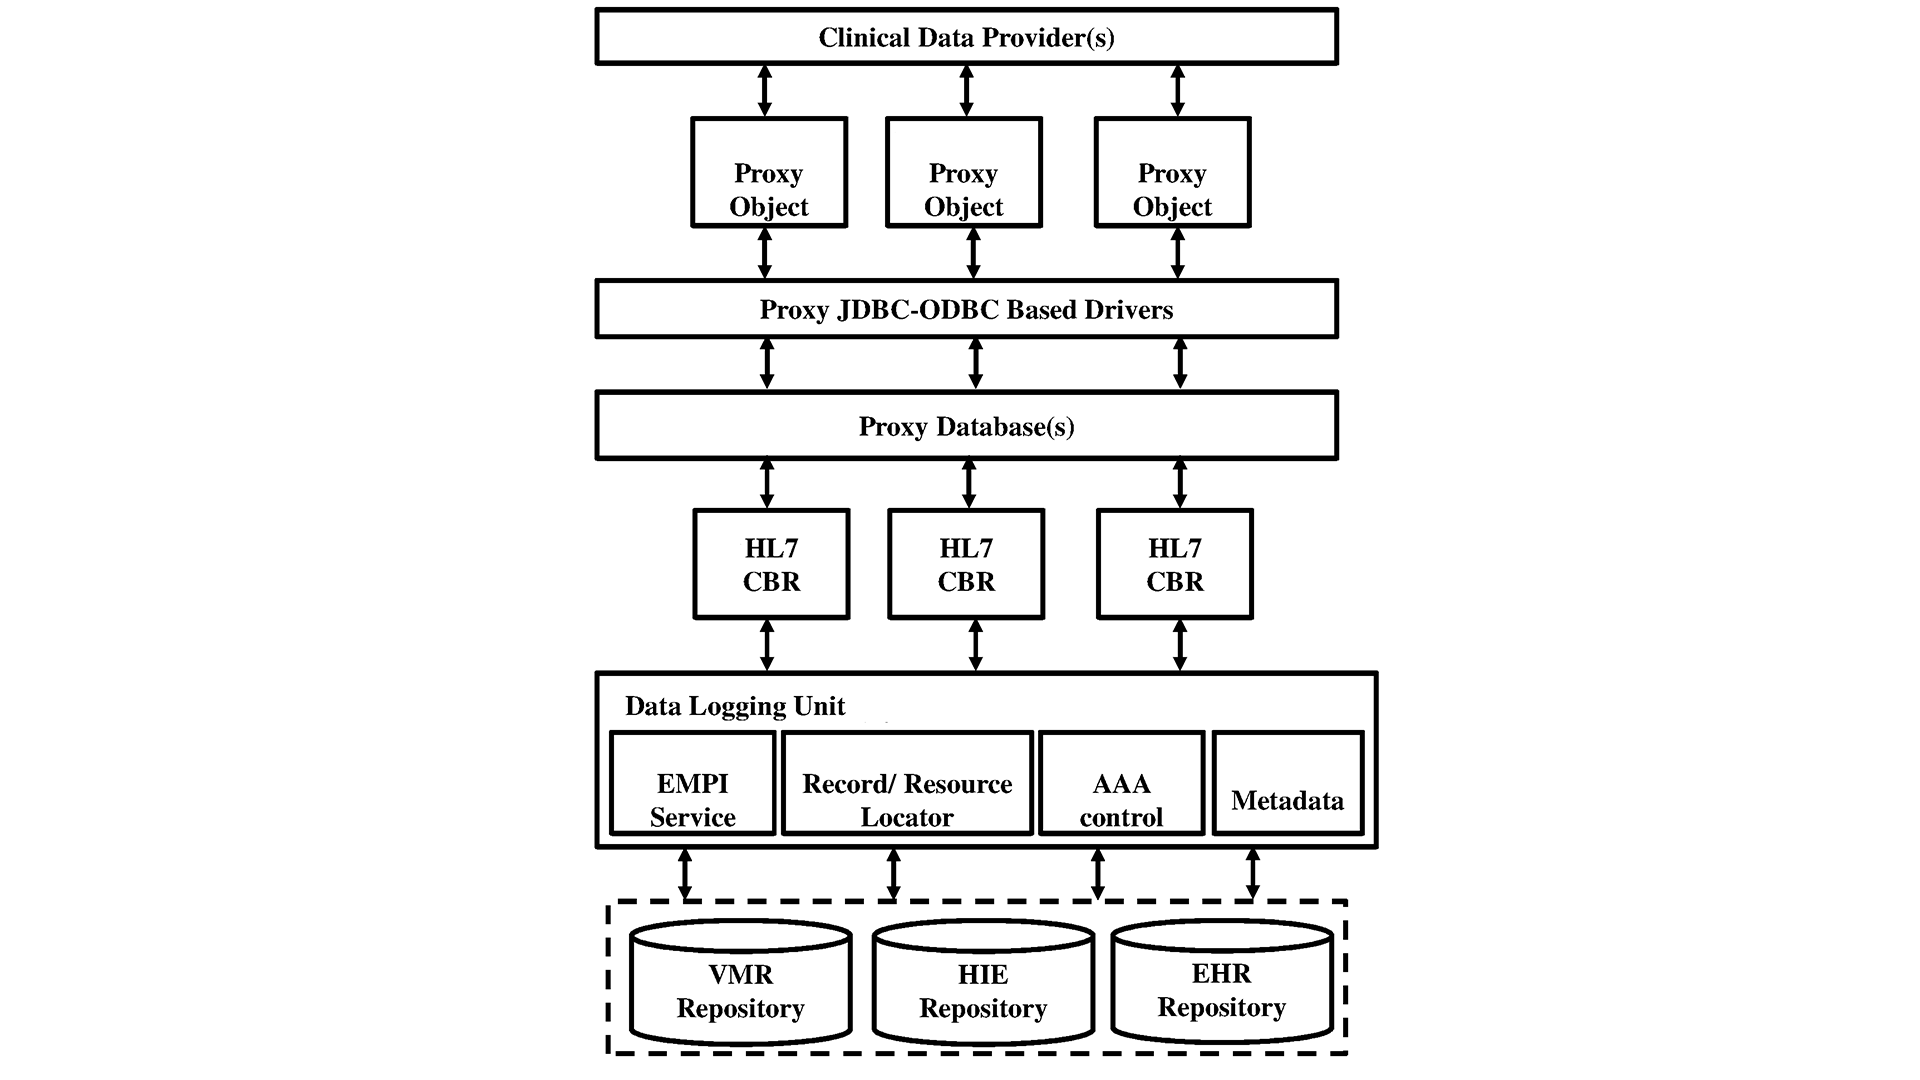 Clinical Data Provider(s)
Proxy
Object
Proxy
Object
Proxy
Object
Proxy JDBC-ODBC Based Drivers
Proxy Database(s)
HL7
CBR
HL7
CBR
HL7
CBR
Data Logging Unit
EMPI
Service
Record/ Resource
Locator
AAA
control
Metadata
VMR
Repository
HIE
Repository
EHR
Repository